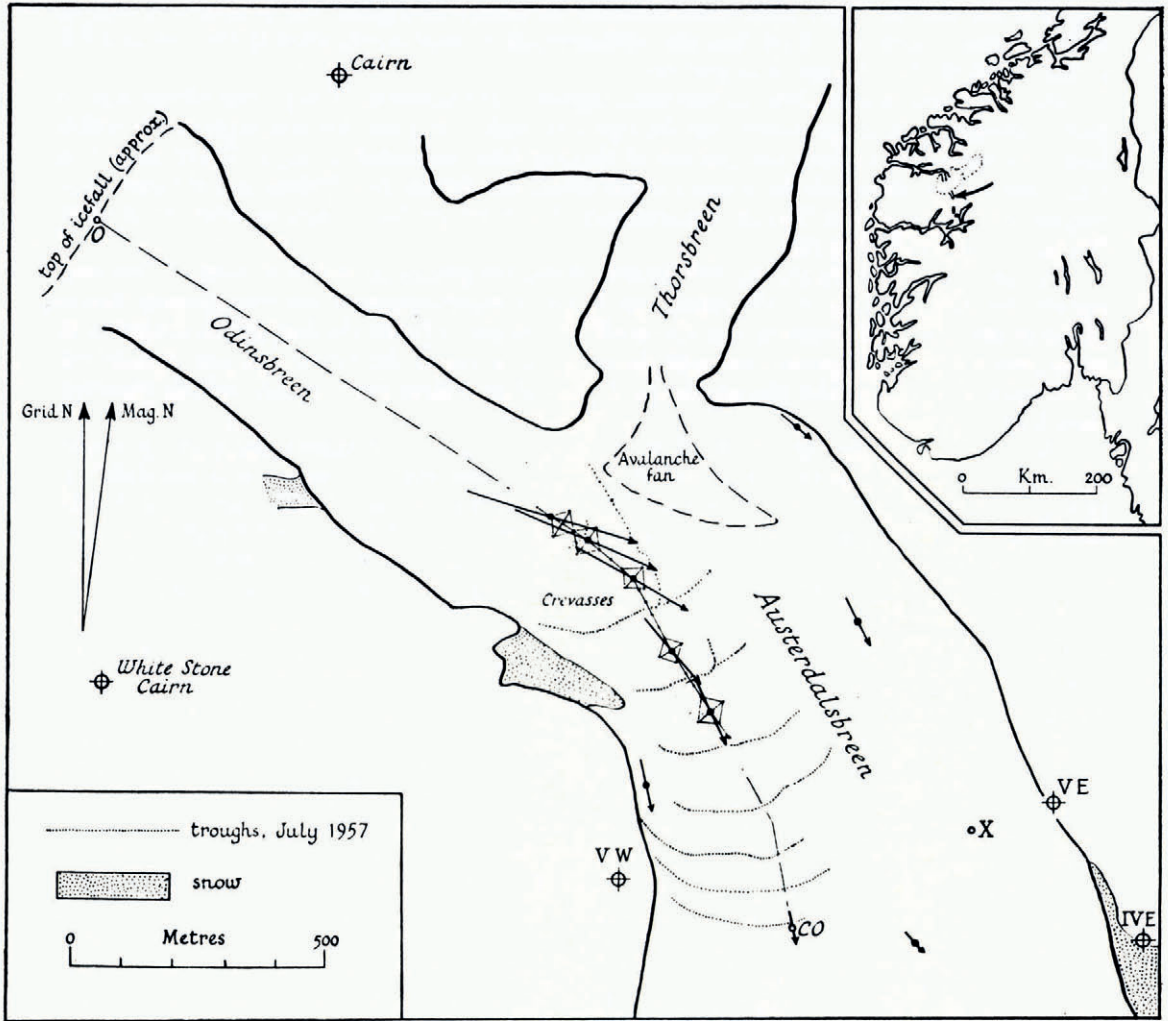 Cairn
top of icefall (approx.)
O
Thorsbreen
Odinsbreen
Grid N
Mag. N
Avalanche
fan
Crevasses
Austerdalsbreen
White Stone
Cairn
V E
X
V W
CO
IVE
troughs, July 1957
snow
0 Metres 500
0 Km. 200